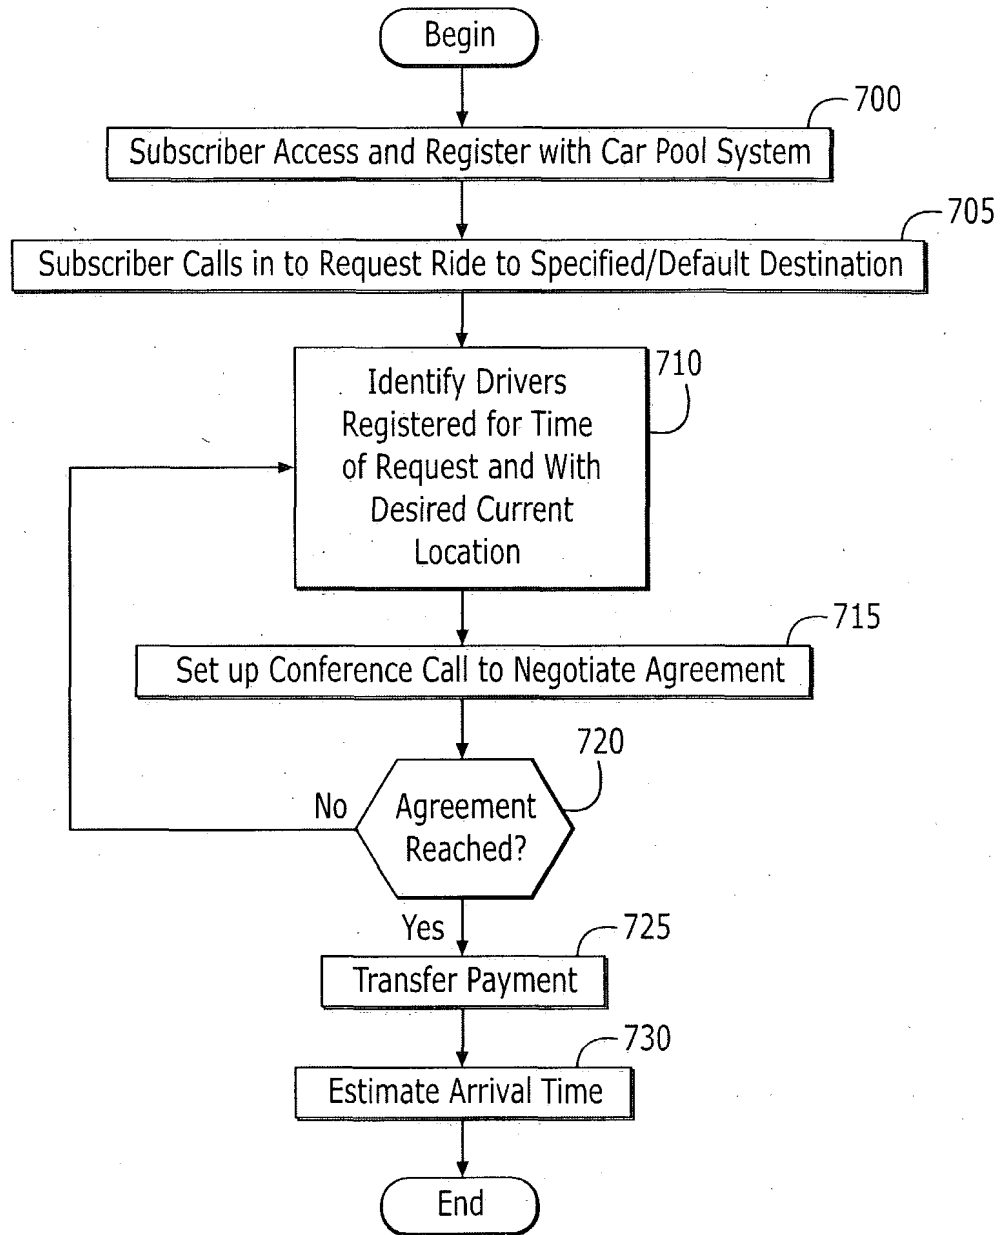 Begin
700
Subscriber Access and Register with Car Pool System
705
Subscriber Calls in to Request Ride to Specified/Default Destination
710
Identify Drivers
Registered for Time
of Request and With
Desired Current
Location
715
Set up Conference Call to Negotiate Agreement
720
No
Agreement
Reached?
Yes
725
Transfer Payment
730
Estimate Arrival Time
End